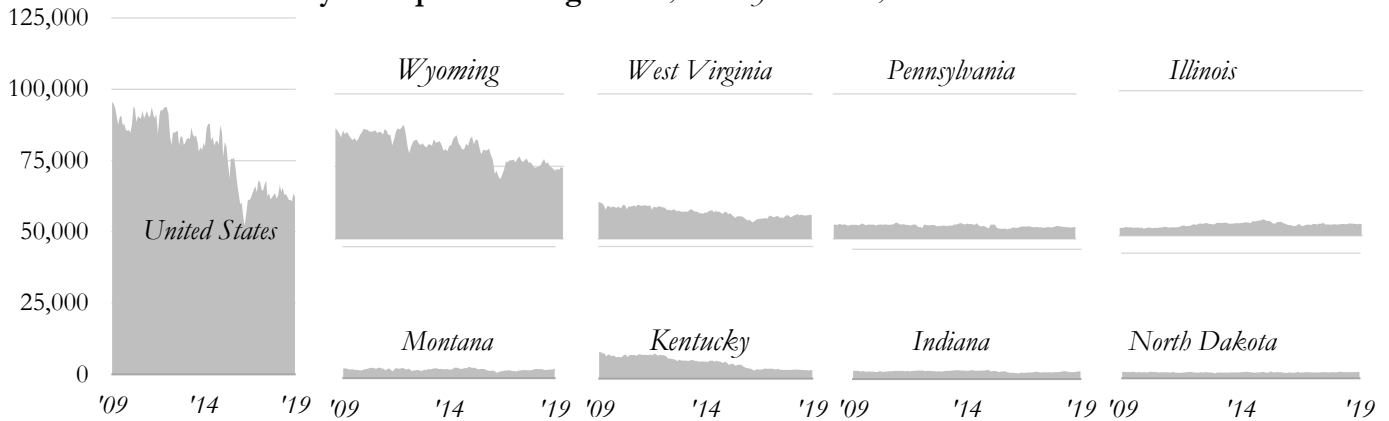 125,000
100,000
75,000
50,000
25,000
0
United States
'09 '14 '19
Wyoming
West Virginia
Pennsylvania
Illinois
Montana
Kentucky
Indiana
North Dakota
'09 '14 '19
'09 '14 '19
'09 '14 '19
'09 '14 '19